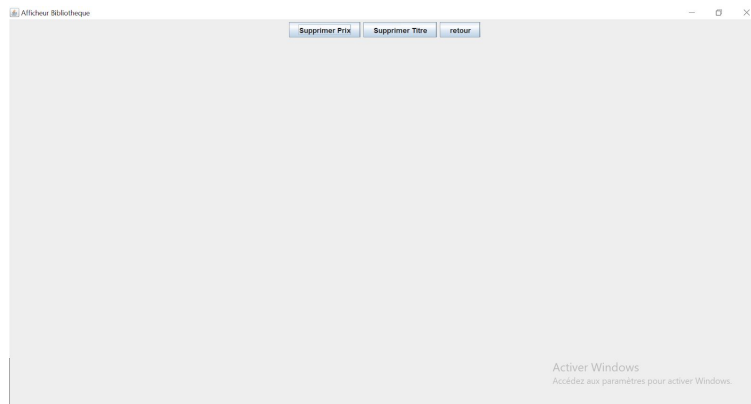 Afficheur Bibliotheque
Supprimer Prix Supprimer Titre retour
Activer Windows
Accédez aux paramètres pour activer Windows.